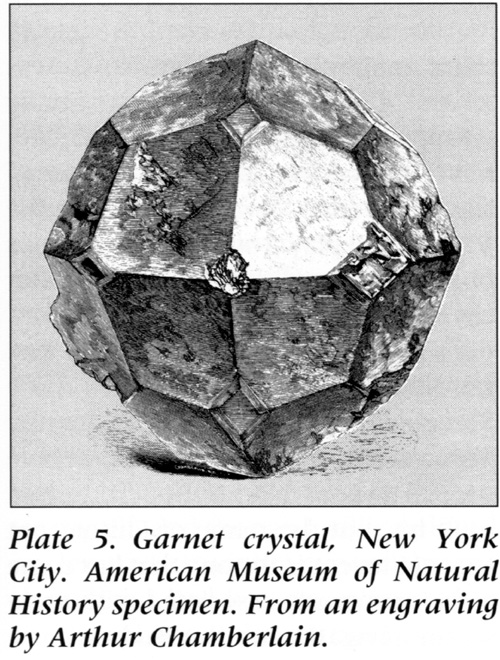 Plate 5. Garnet crystal, New York
City. American Museum of Natural
History specimen. From an engraving
by Arthur Chamberlain.